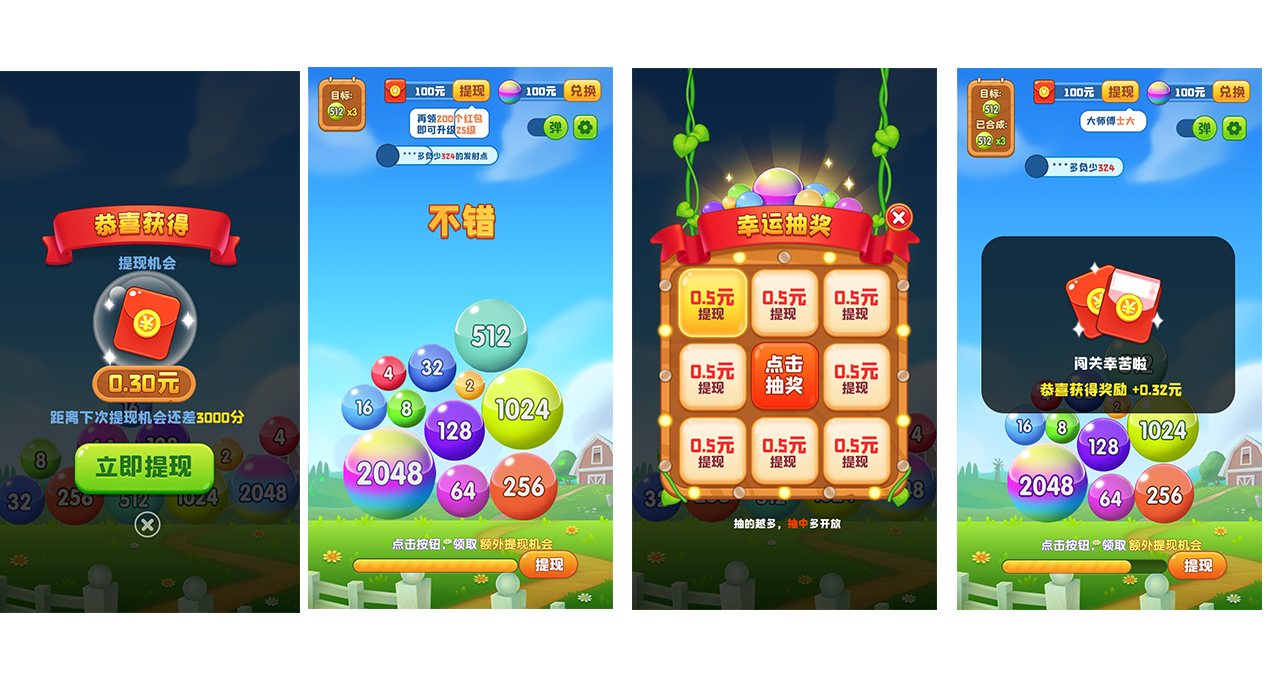 恭喜获得
提现机会
0.30元
距离下次提现机会还差3000分
立即提现
8
2
4
32
256
512
1024
2048
目标:
512 x3
100元
提现
100元
兑换
再领200个红包
即可升级25级
弹
***多负少324的发射点
不错
512
4
32
2
16
8
128
1024
2048
64
256
点击按钮,领取 额外提现机会
提现
幸运抽奖
0.5元
提现
0.5元
提现
0.5元
提现
0.5元
提现
点击
抽奖
0.5元
提现
0.5元
提现
0.5元
提现
0.5元
提现
4
抽的越多，抽中多开放
目标:
512
已合成:
512 x3
100元
提现
100元
兑换
大师傅士大
弹
***多负少324
闯关幸苦啦
恭喜获得奖励 +0.32元
2
16
8
128
1024
2048
64
256
点击按钮,领取 额外提现机会
提现